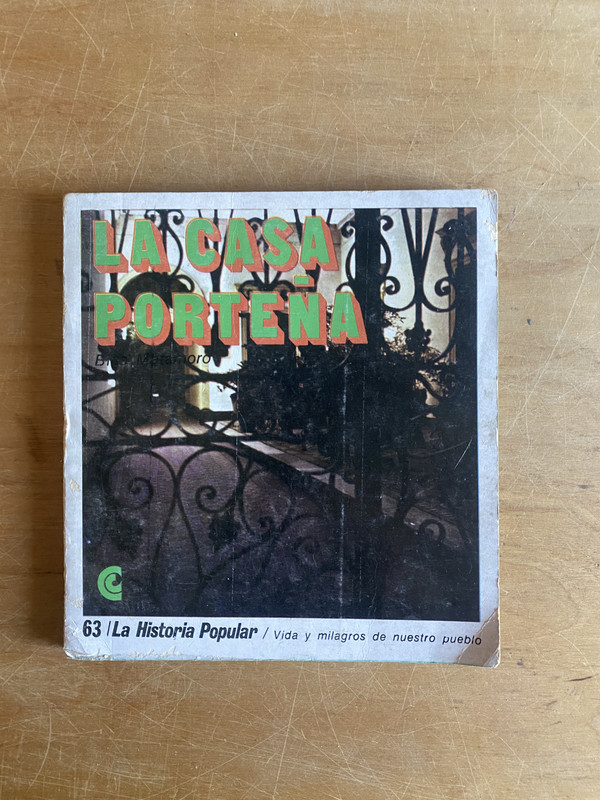 LA CASA
PORTEÑA
63 / La Historia Popular / Vida y milagros de nuestro pueblo